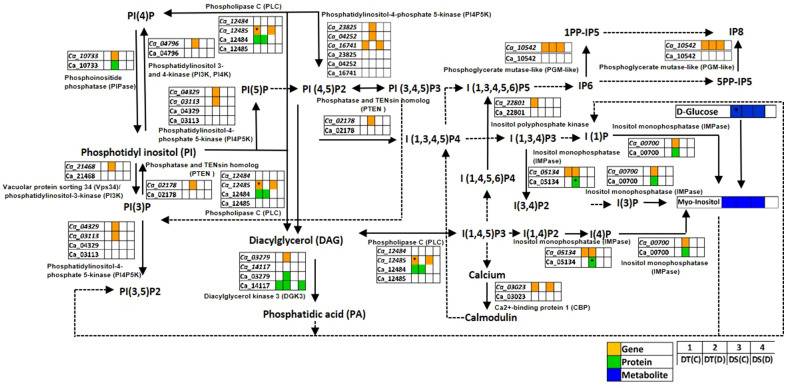 PI(4)P
Phospholipase C (PLC)
Ca_12484
Ca_12485
Ca_12484
Ca_12485
Ca_04796
Ca_04796
Phosphatidylinositol 3-
and 4-kinase (PI3K, PI4K)
Ca_10733
Ca_10733
Phosphoinositide
phosphatase (PIPase)
Phosphatidylinositol-4-phosphate 5-kinase (PI4P5K)
Ca_23825
Ca_04252
Ca_16741
Ca_23825
Ca_04252
Ca_16741
1PP-IP5
IP8
Ca_10542
Ca_10542
Phosphoglycerate mutase-like (PGM-like)
Ca_10542
Ca_10542
Phosphoglycerate mutase-like (PGM-like)
PI(5)P
PI (4,5)P2
PI (3,4,5)P3
I (1,3,4,5,6)P5
IP6
5PP-IP5
Ca_04329
Ca_03113
Ca_04329
Ca_03113
Phosphatidylinositol-4-
phosphate 5-kinase (PI4P5K)
Phosphatase and TENsin homolog
(PTEN )
Ca_02178
Ca_02178
Ca_22801
Ca_22801
Inositol polyphosphate kinase
D-Glucose
*
Phosphatidyl inositol (PI)
I (1,3,4,5)P4
I (1,3,4)P3
I (1)P
Inositol monophosphatase (IMPase)
Inositol monophosphatase
(IMPase)
Ca_00700
Ca_00700
Ca_21468
Ca_21468
Vacuolar protein sorting 34 (Vps34)/
phosphatidylinositol-3-kinase (PI3K)
Phosphatase and TENsin homolog
(PTEN )
Ca_02178
Ca_02178
Ca_12484
Ca_12485
Ca_12484
Ca_12485
Phospholipase C (PLC)
I (1,4,5,6)P4
Ca_05134
Ca_05134
Ca_00700
Ca_00700
Inositol monophosphatase (IMPase)
PI(3)P
I(3,4)P2
I(3)P
Myo-Inositol
Ca_04329
Ca_03113
Ca_04329
Ca_03113
Phosphatidylinositol-4-
phosphate 5-kinase (PI4P5K)
Diacylglycerol (DAG)
Phospholipase C (PLC)
Ca_12484
Ca_12485
Ca_12484
Ca_12485
I(1,4,5)P3
I(1,4)P2
I(4)P
Inositol monophosphatase (IMPase)
Ca_05134
Ca_05134
Ca_00700
Ca_00700
Inositol monophosphatase
(IMPase)
Ca_03279
Ca_14117
Ca_03279
Ca_14117
Diacylglycerol kinase 3 (DGK3)
Calcium
Ca_03023
Ca_03023
Ca2+-binding protein 1 (CBP)
PI(3,5)P2
Phosphatidic acid (PA)
Calmodulin
Gene
Protein
Metabolite
1 2 3 4
DT(C) DT(D) DS(C) DS(D)